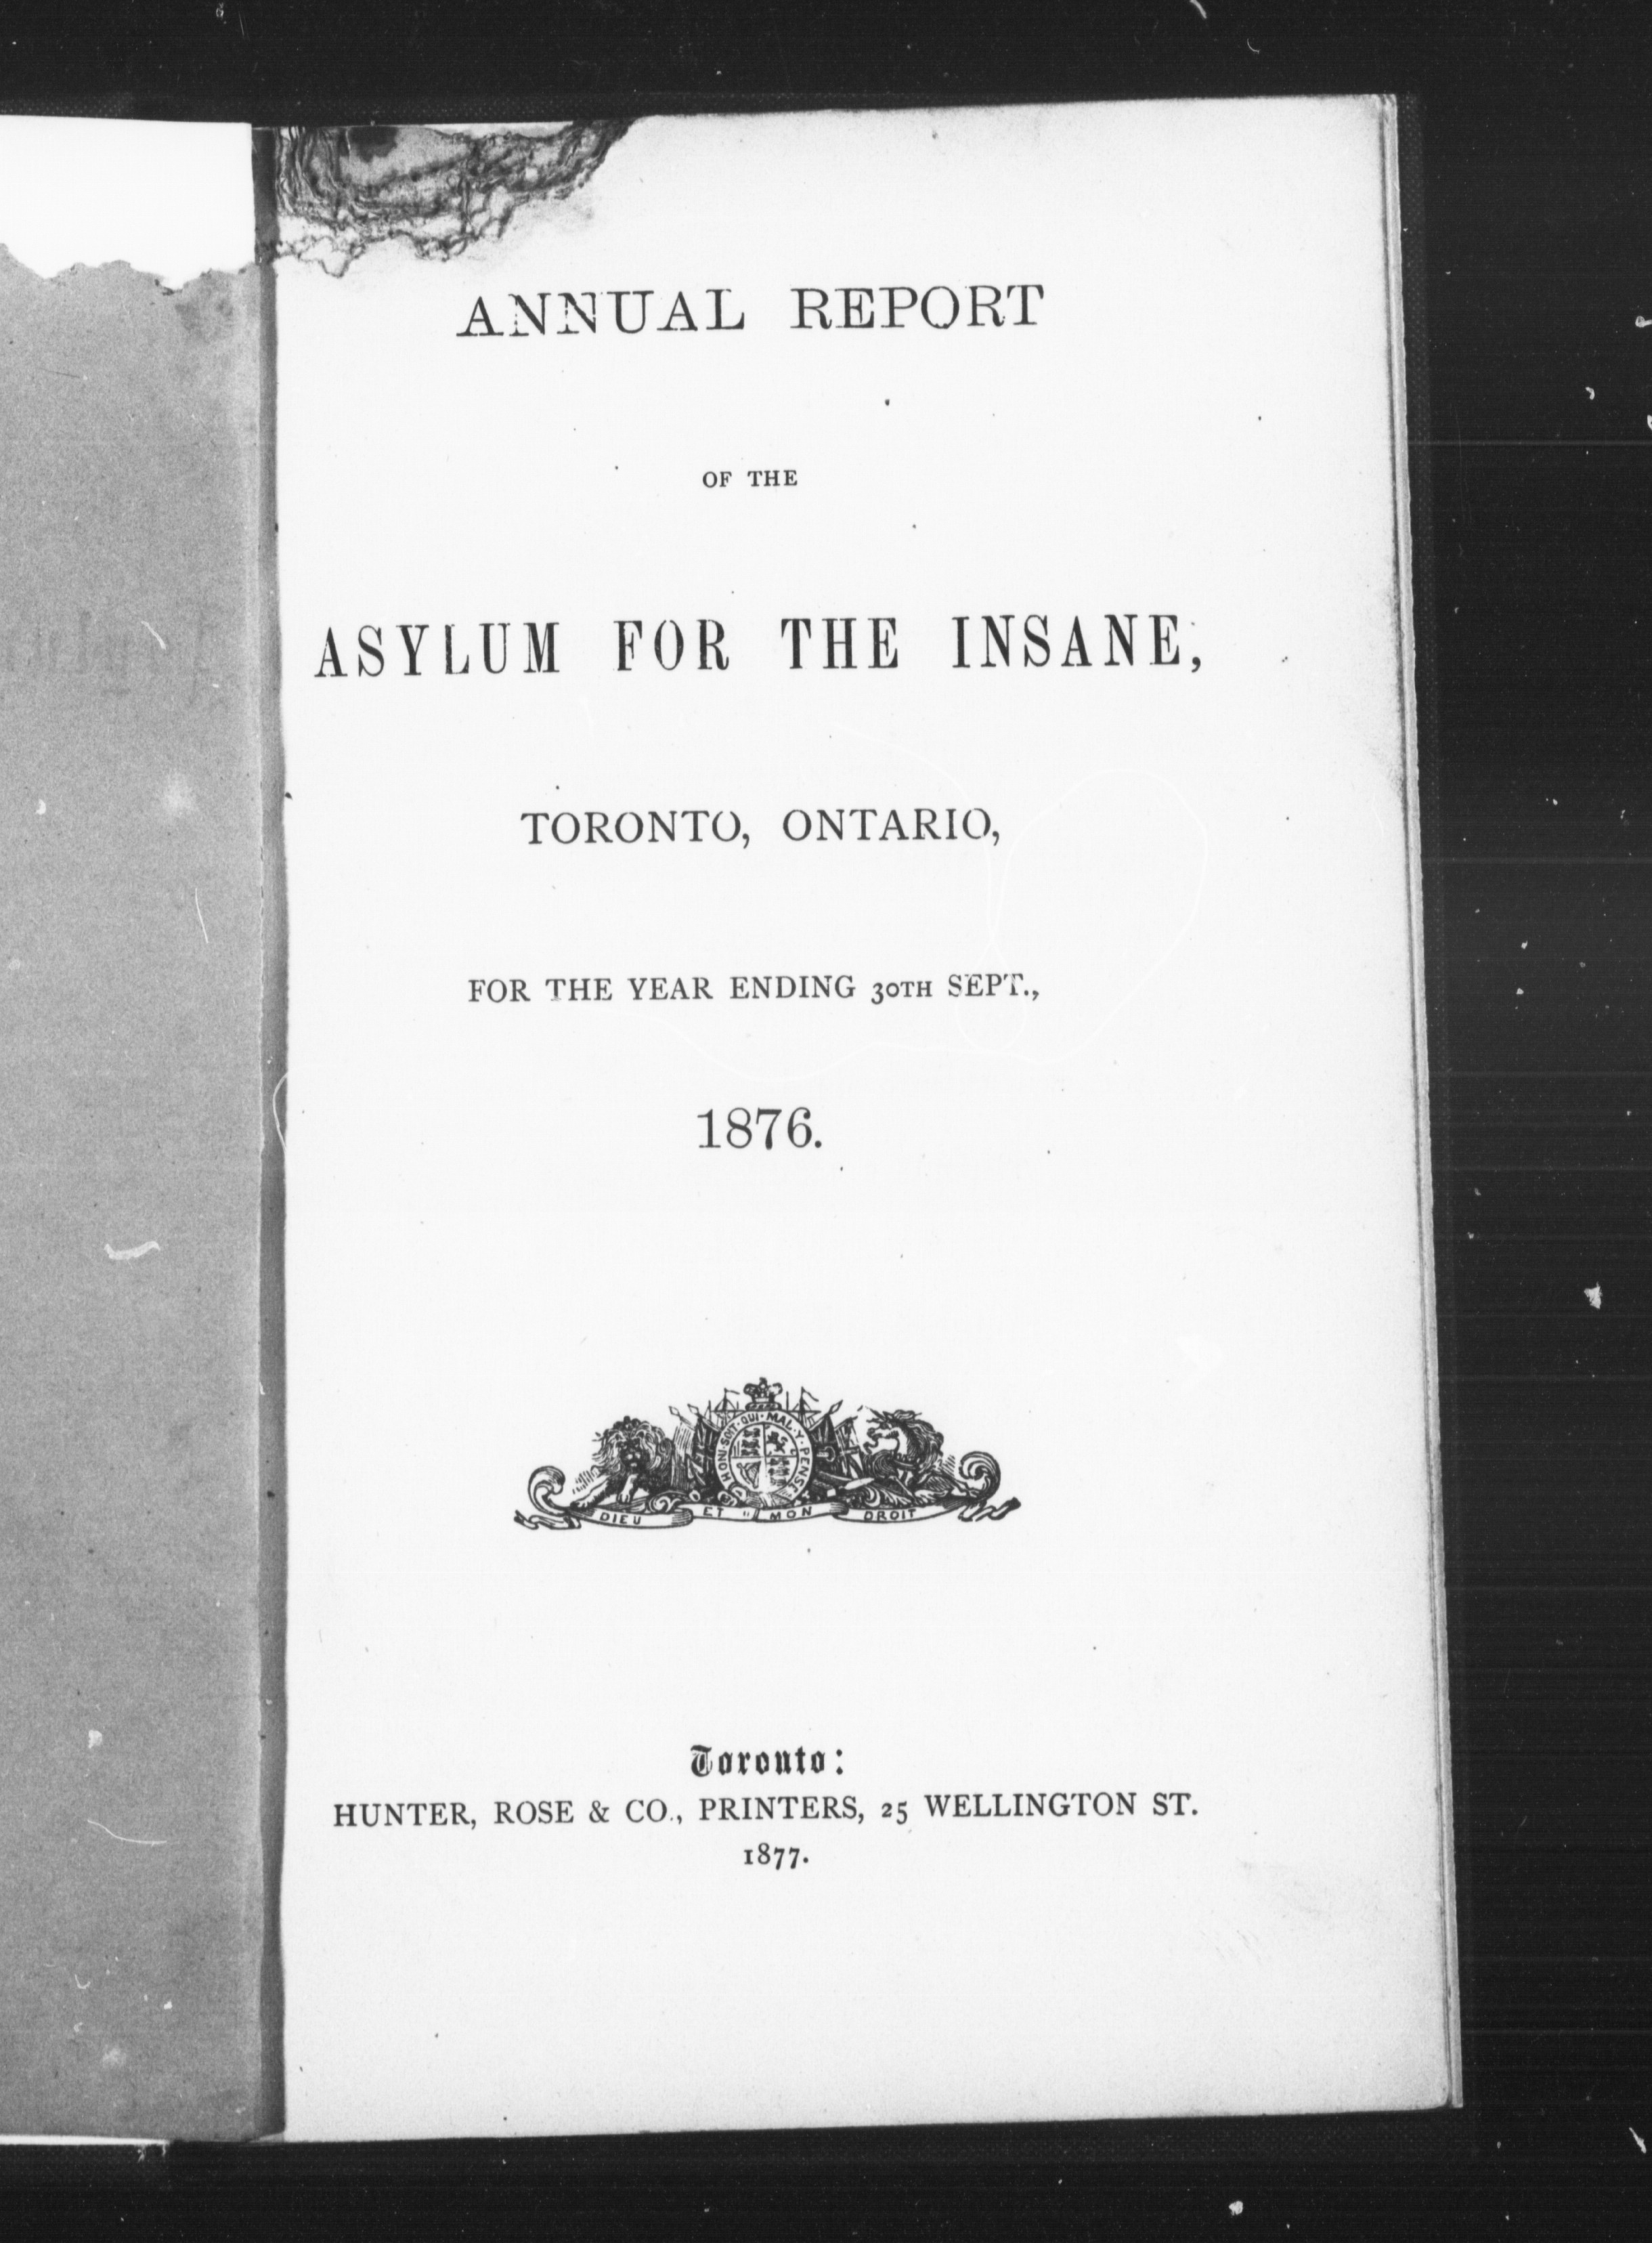 ANNUAL REPORT
OF THE
ASYLUM FOR THE INSANE,
TORONTO, ONTARIO,
FOR THE YEAR ENDING 30TH SEPT.,
1876.
HONI·SOIT·QUI·MAL·Y·PENSE
DIEU ET MON DROIT
Toronto:
HUNTER, ROSE & CO., PRINTERS, 25 WELLINGTON ST.
1877.